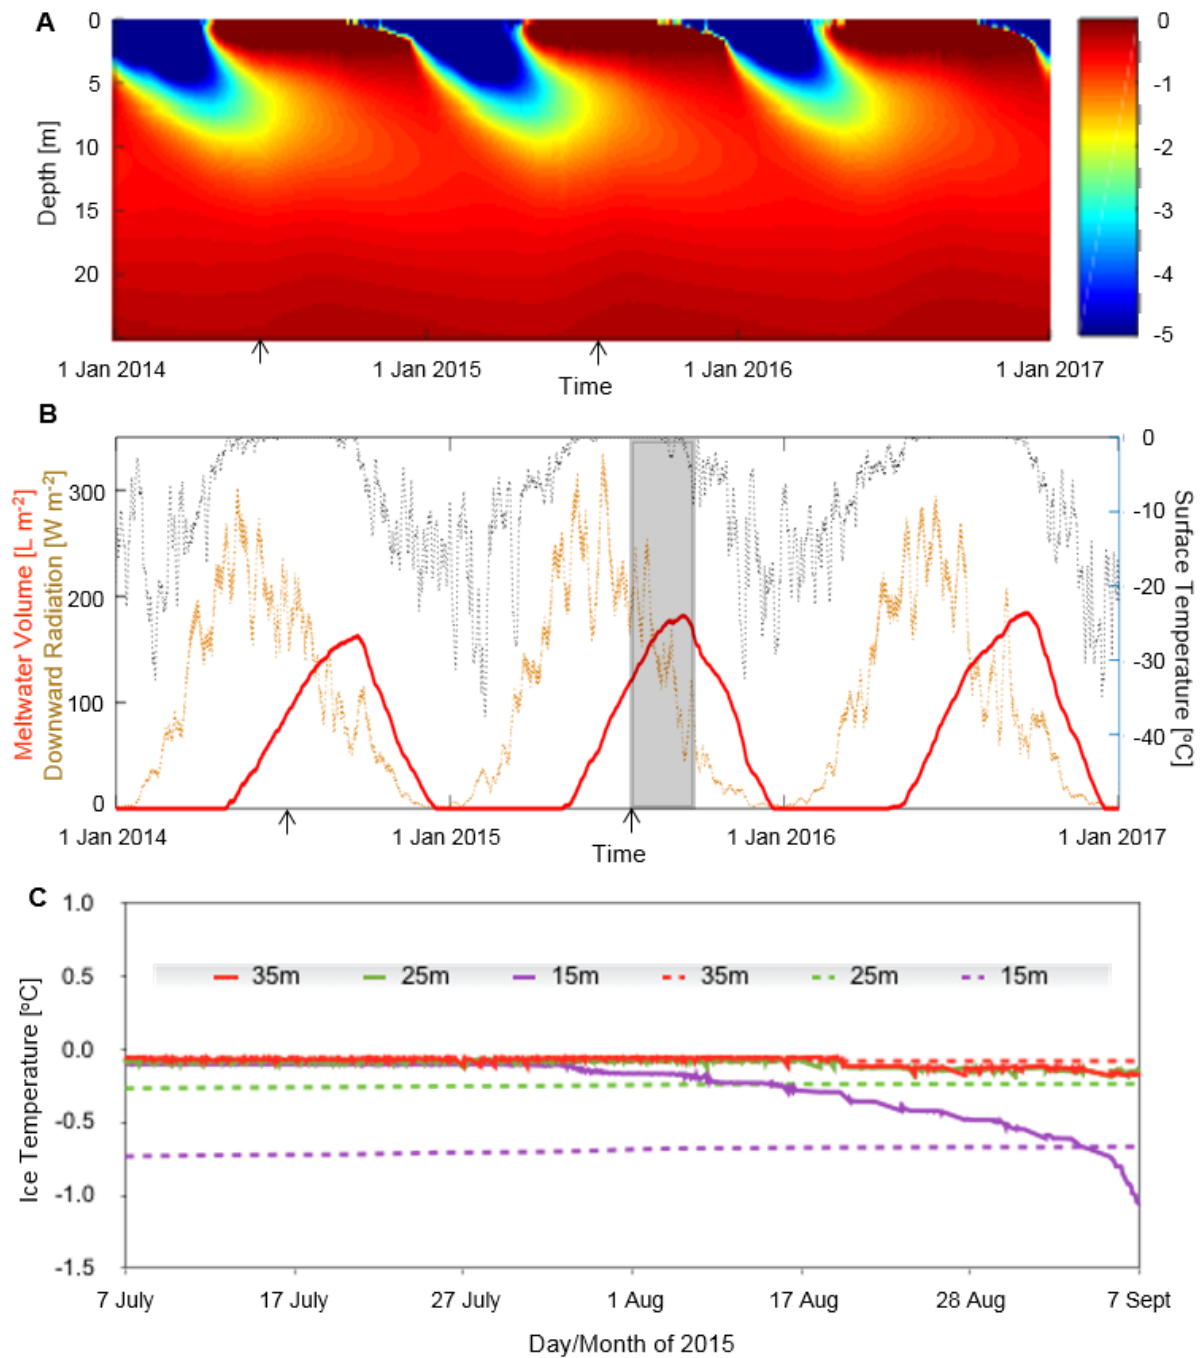 A
0
5
10
15
20
Depth [m]
1 Jan 2014
1 Jan 2015
1 Jan 2016
1 Jan 2017
Time
0
-1
-2
-3
-4
-5
B
Meltwater Volume [L m-2]
Downward Radiation [W m-2]
300
200
100
0
0
-10
-20
-30
-40
Surface Temperature [ºC]
1 Jan 2014
1 Jan 2015
1 Jan 2016
1 Jan 2017
Time
C
1.0
0.5
0.0
-0.5
-1.0
-1.5
Ice Temperature [ºC]
35m 25m 15m 35m 25m 15m
7 July 17 July 27 July 1 Aug 17 Aug 28 Aug 7 Sept
Day/Month of 2015